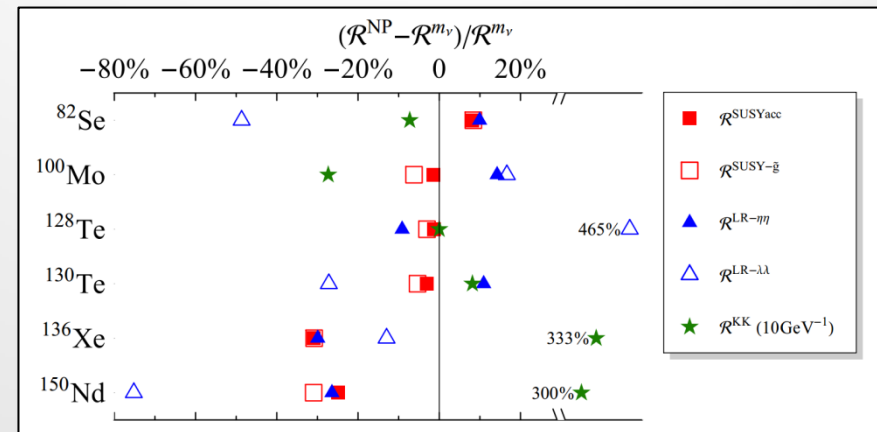 (ℛ^NP−ℛ^mν)/ℛ^mν
−80% −60% −40% −20% 0 20%
⁸²Se
¹⁰⁰Mo
¹²⁸Te 465%
¹³⁰Te
¹³⁶Xe 333%
¹⁵⁰Nd 300%
ℛ^SUSYacc
ℛ^SUSY−g̃
ℛ^LR−ηη
ℛ^LR−λλ
ℛ^KK (10GeV⁻¹)